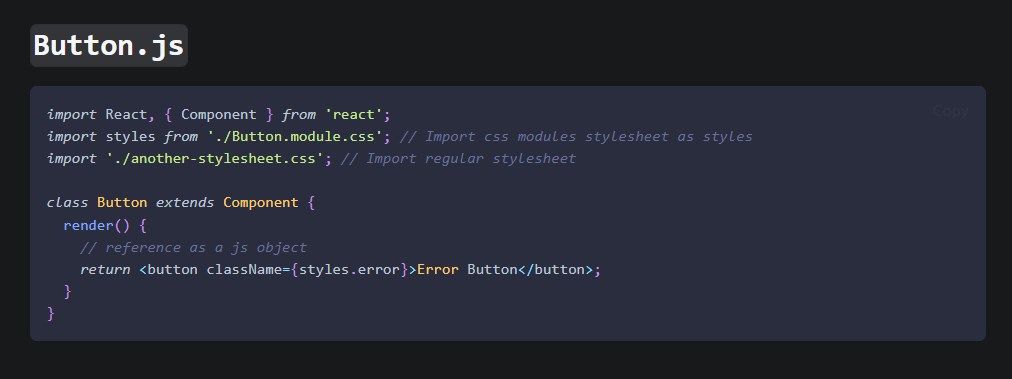 Button.js
Copy
import React, { Component } from 'react';
import styles from './Button.module.css'; // Import css modules stylesheet as styles
import './another-stylesheet.css'; // Import regular stylesheet

class Button extends Component {
  render() {
    // reference as a js object
    return <button className={styles.error}>Error Button</button>;
  }
}